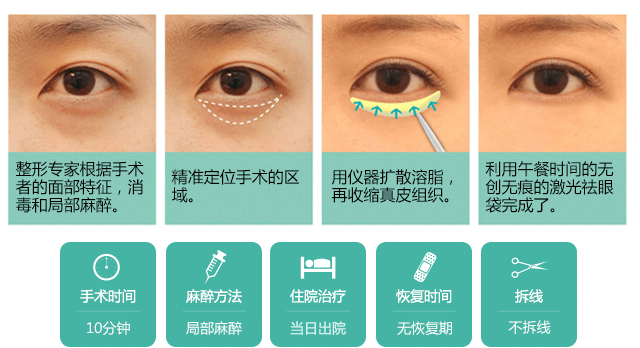 整形专家根据手术
者的面部特征，消
毒和局部麻醉。
精准定位手术的区
域。
用仪器扩散溶脂，
再收缩真皮组织。
利用午餐时间的无
创无痕的激光祛眼
袋完成了。
手术时间
10分钟
麻醉方法
局部麻醉
住院治疗
当日出院
恢复时间
无恢复期
拆线
不拆线